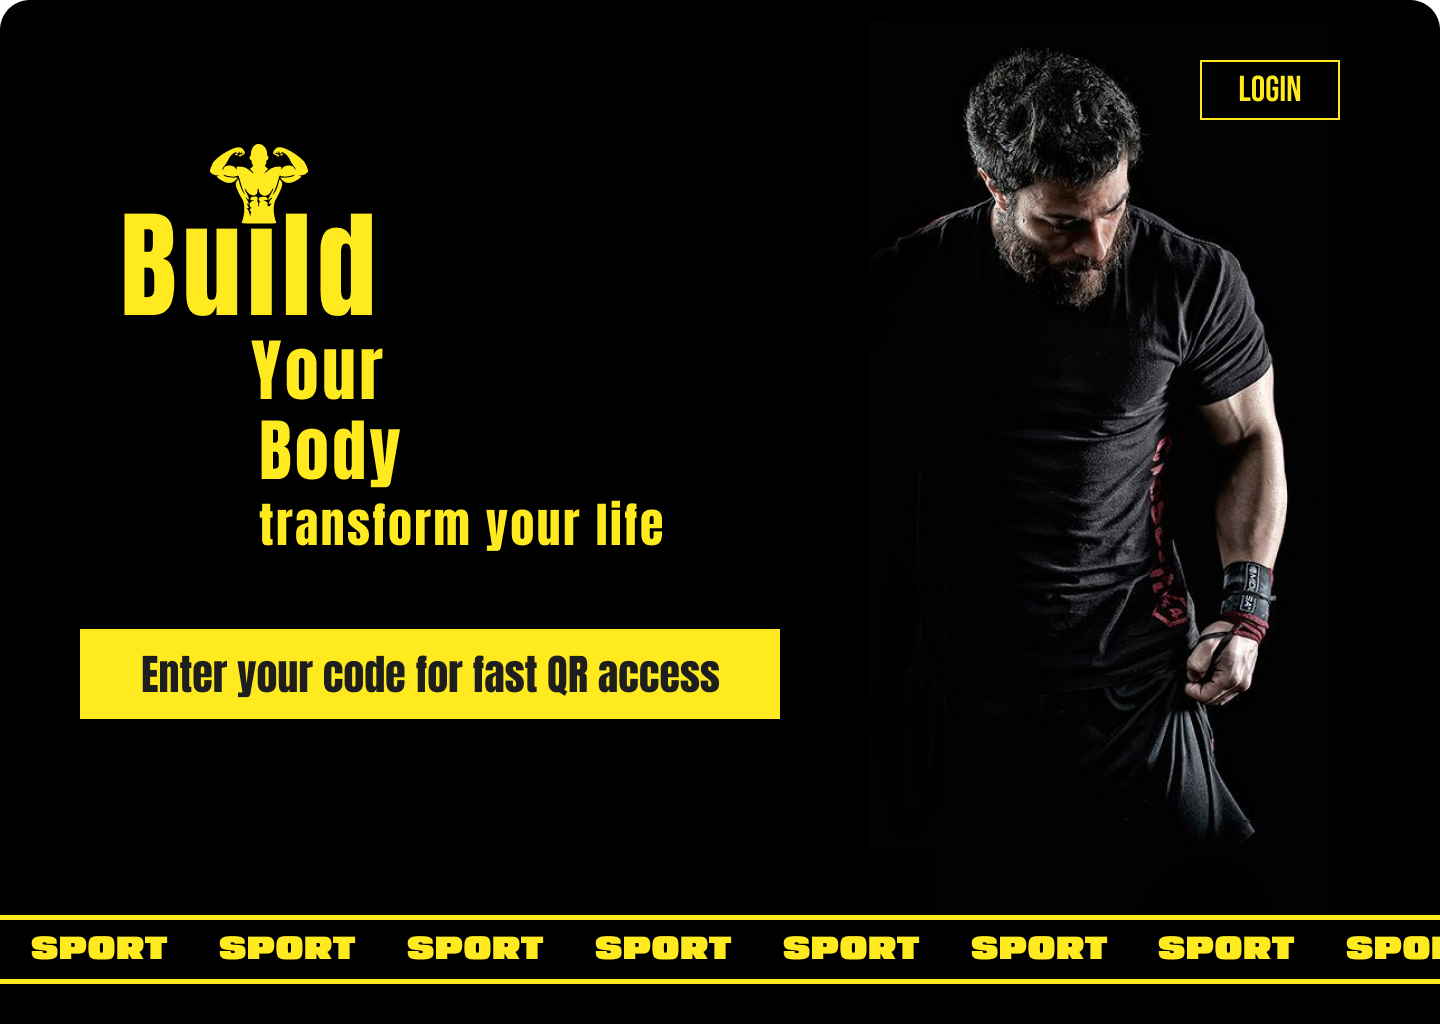 LOGIN
Build
Your
Body
transform your life
Enter your code for fast QR access
SPORT SPORT SPORT SPORT SPORT SPORT SPORT SPO